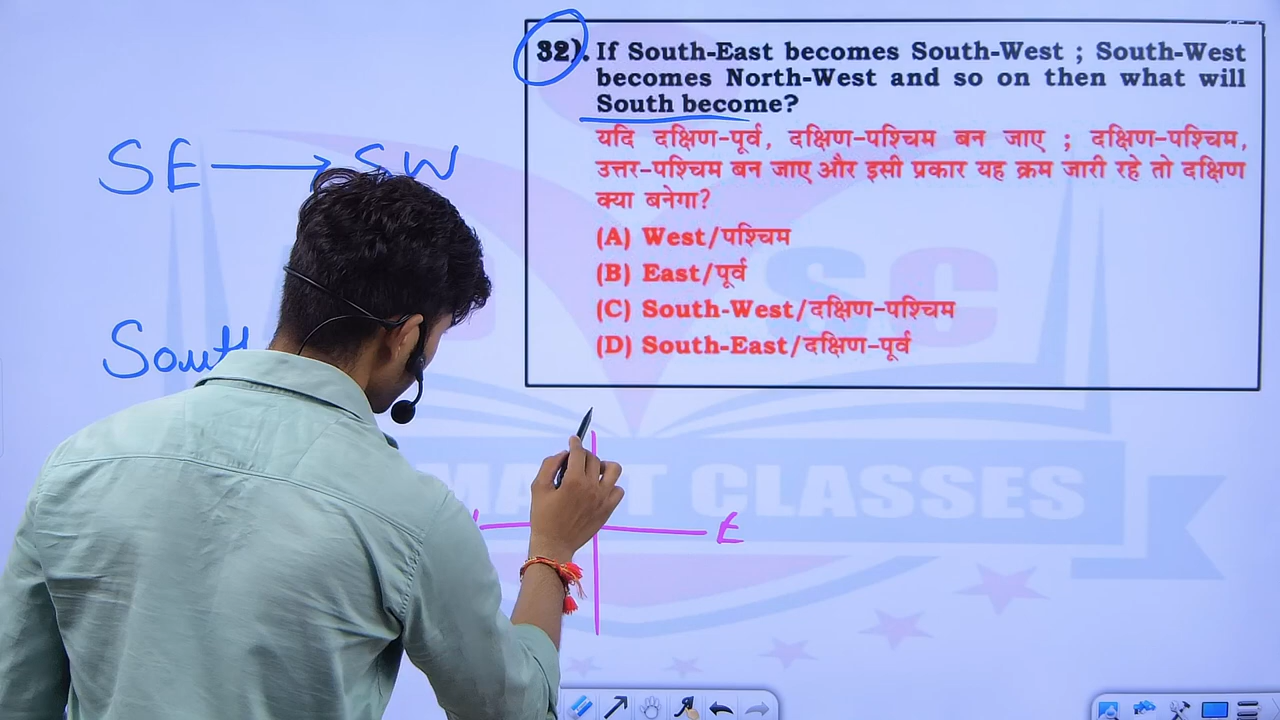 32). If South-East becomes South-West ; South-West
becomes North-West and so on then what will
South become?
यदि दक्षिण-पूर्व, दक्षिण-पश्चिम बन जाए ; दक्षिण-पश्चिम,
उत्तर-पश्चिम बन जाए और इसी प्रकार यह क्रम जारी रहे तो दक्षिण
क्या बनेगा?
(A) West/पश्चिम
(B) East/पूर्व
(C) South-West/दक्षिण-पश्चिम
(D) South-East/दक्षिण-पूर्व
SE → SW
South
E
CLASSES
SC